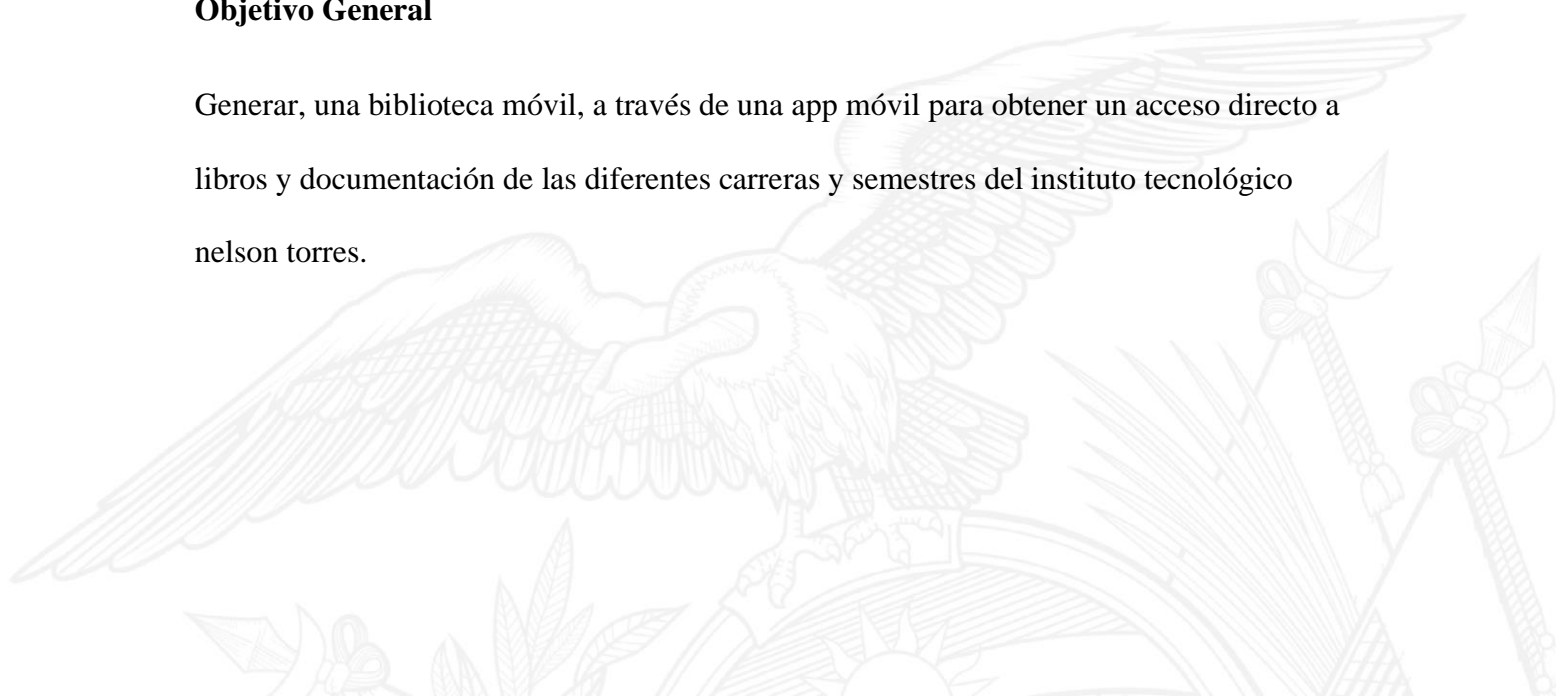 Objetivo General
Generar, una biblioteca móvil, a través de una app móvil para obtener un acceso directo a
libros y documentación de las diferentes carreras y semestres del instituto tecnológico
nelson torres.